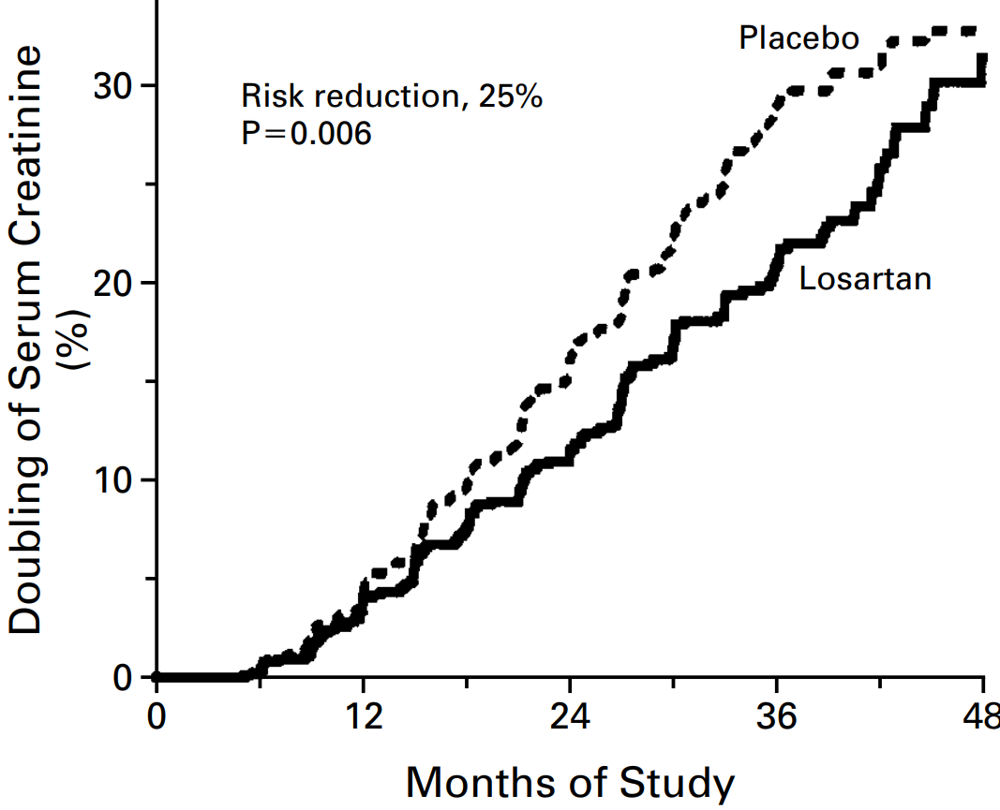 Doubling of Serum Creatinine
(%)
30
20
10
0
Risk reduction, 25%
P=0.006
Placebo
Losartan
0 12 24 36 48
Months of Study